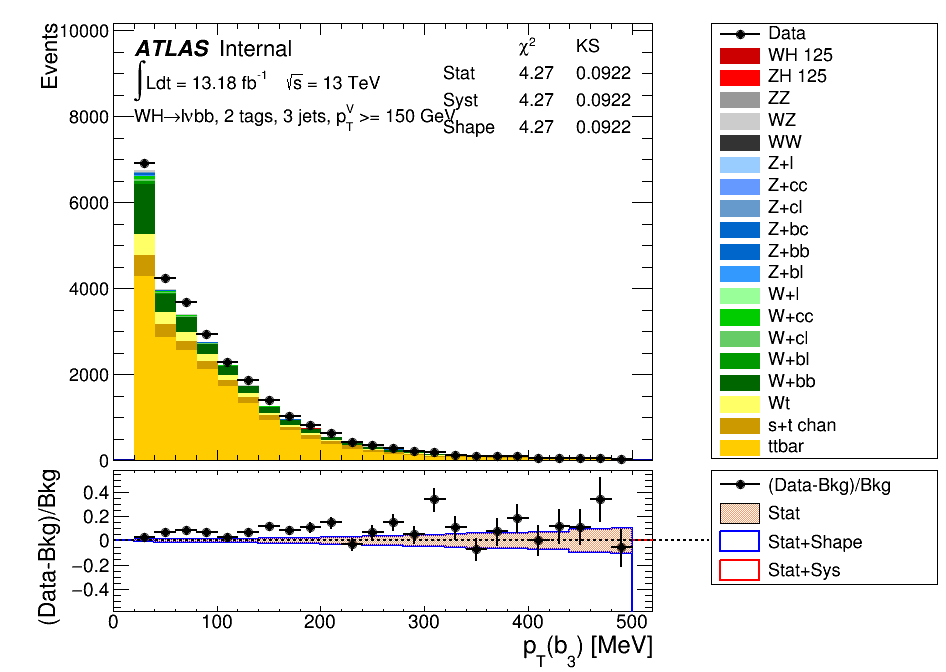 Events
10000
8000
6000
4000
2000
0
ATLAS Internal
∫Ldt = 13.18 fb⁻¹ √s = 13 TeV
WH→lνbb, 2 tags, 3 jets, p_T^V >= 150 GeV
χ² KS
Stat 4.27 0.0922
Syst 4.27 0.0922
Shape 4.27 0.0922
Data
WH 125
ZH 125
ZZ
WZ
WW
Z+l
Z+cc
Z+cl
Z+bc
Z+bb
Z+bl
W+l
W+cc
W+cl
W+bl
W+bb
Wt
s+t chan
ttbar
(Data-Bkg)/Bkg
0.4
0.2
0
−0.2
−0.4
0 100 200 300 400 500
p_T(b_3) [MeV]
(Data-Bkg)/Bkg
Stat
Stat+Shape
Stat+Sys